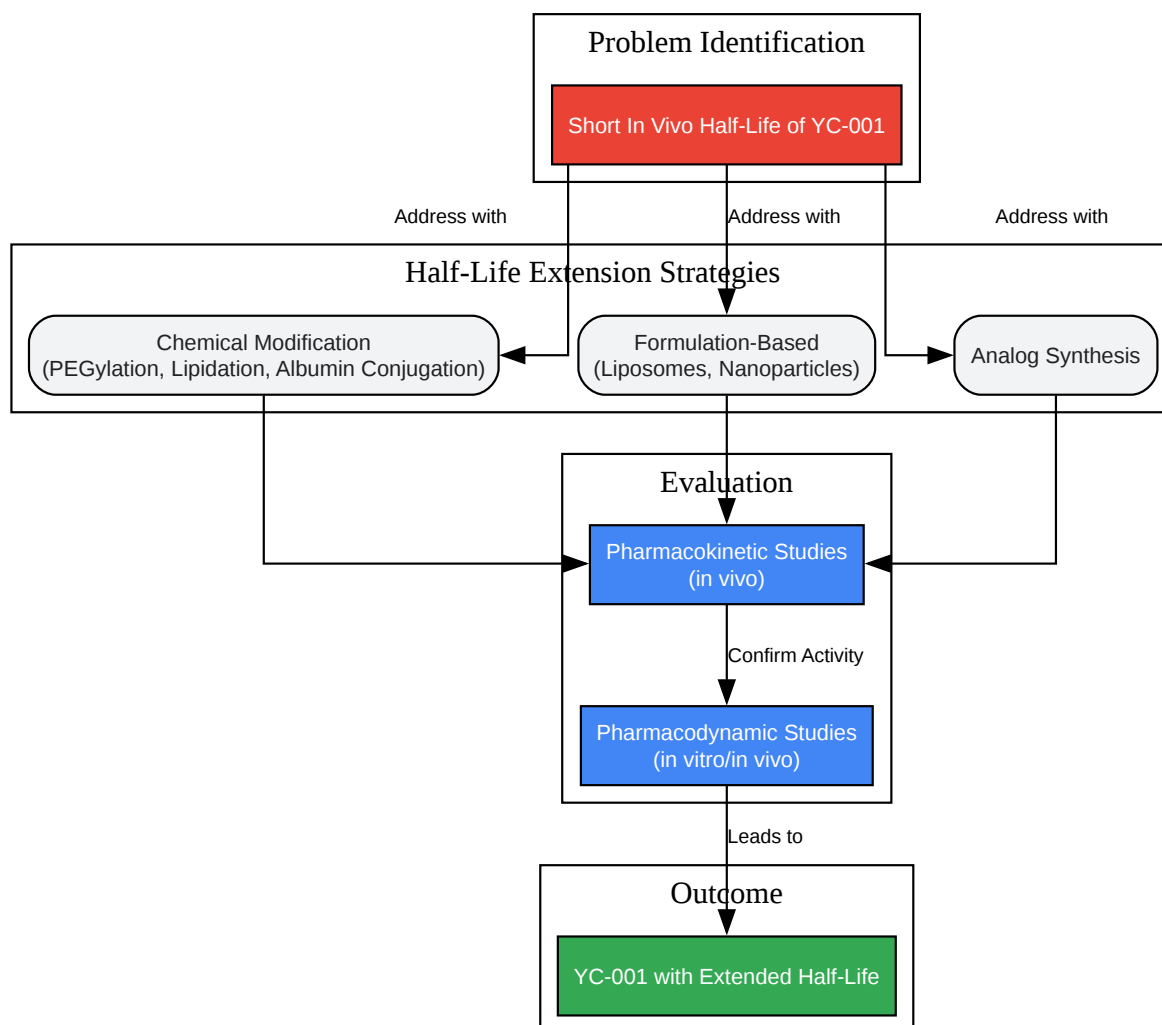 Problem Identification
Short In Vivo Half-Life of YC-001
Address with
Address with
Address with
Half-Life Extension Strategies
Chemical Modification
(PEGylation, Lipidation, Albumin Conjugation)
Formulation-Based
(Liposomes, Nanoparticles)
Analog Synthesis
Evaluation
Pharmacokinetic Studies
(in vivo)
Confirm Activity
Pharmacodynamic Studies
(in vitro/in vivo)
Leads to
Outcome
YC-001 with Extended Half-Life